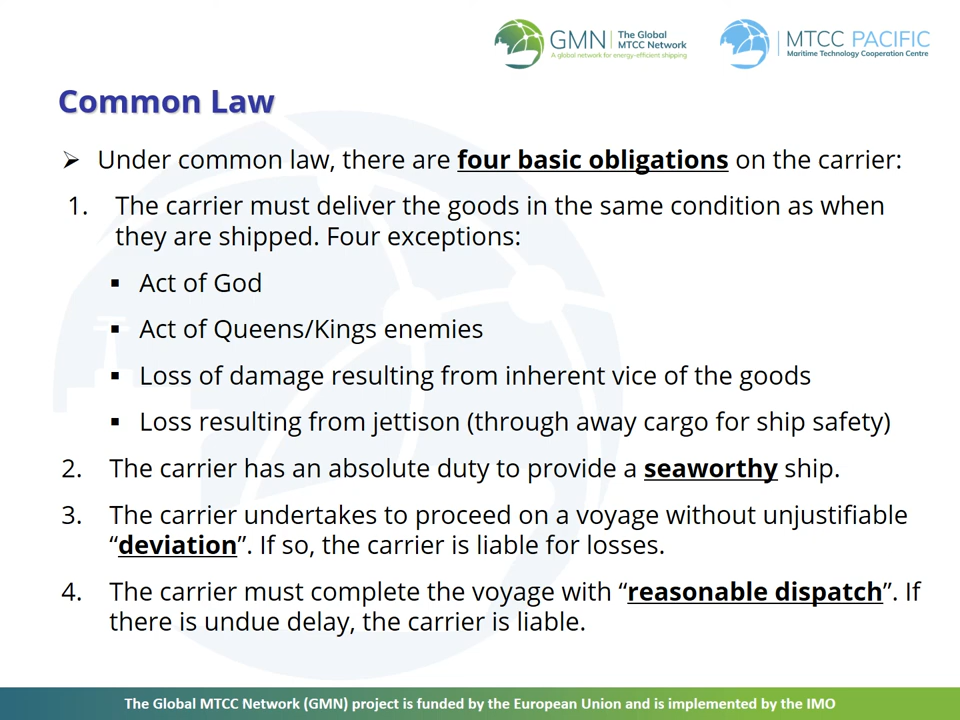 GMN | The Global MTCC Network
A global network for energy-efficient shipping
MTCC PACIFIC
Maritime Technology Cooperation Centre
Common Law
➢ Under common law, there are four basic obligations on the carrier:
1. The carrier must deliver the goods in the same condition as when
they are shipped. Four exceptions:
▪ Act of God
▪ Act of Queens/Kings enemies
▪ Loss of damage resulting from inherent vice of the goods
▪ Loss resulting from jettison (through away cargo for ship safety)
2. The carrier has an absolute duty to provide a seaworthy ship.
3. The carrier undertakes to proceed on a voyage without unjustifiable
“deviation”. If so, the carrier is liable for losses.
4. The carrier must complete the voyage with “reasonable dispatch”. If
there is undue delay, the carrier is liable.
The Global MTCC Network (GMN) project is funded by the European Union and is implemented by the IMO